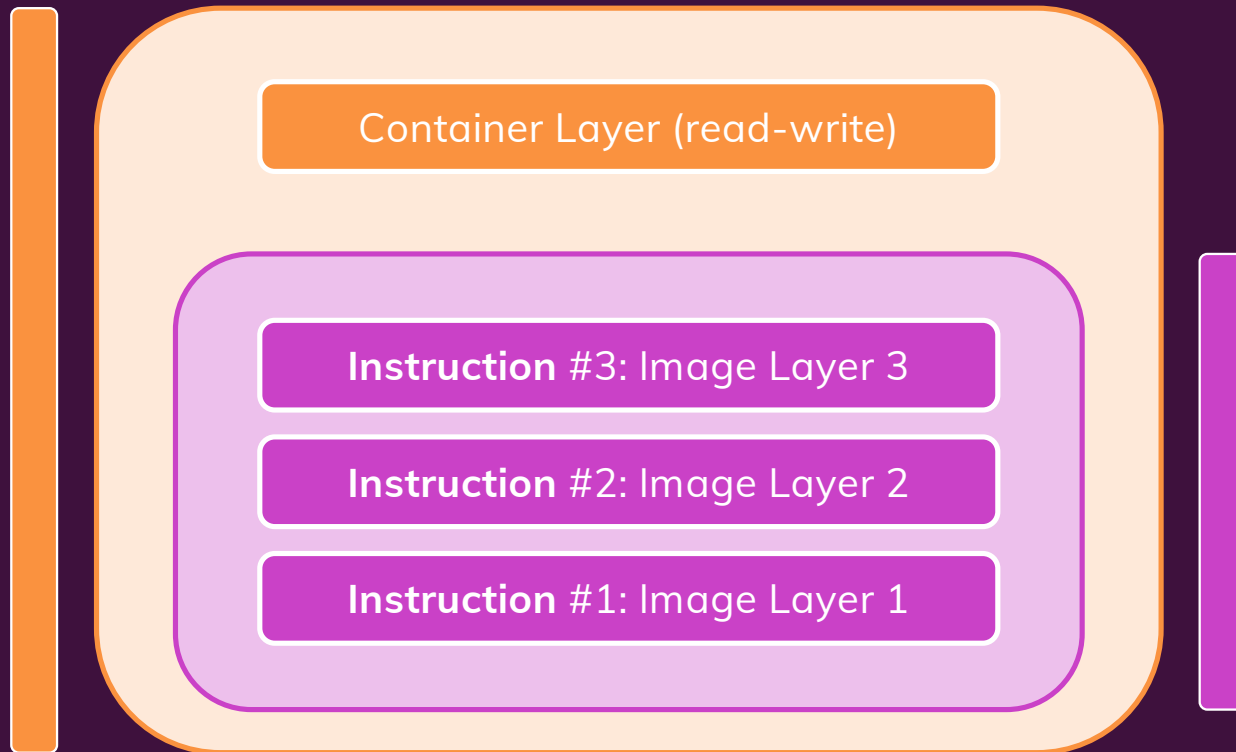 Container Layer (read-write)
Instruction #3: Image Layer 3
Instruction #2: Image Layer 2
Instruction #1: Image Layer 1